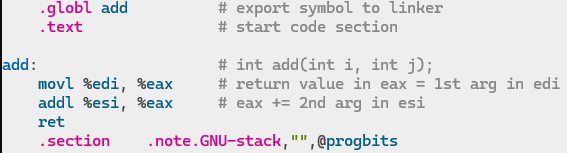 .globl add # export symbol to linker
.text # start code section
add: # int add(int i, int j);
movl %edi, %eax # return value in eax = 1st arg in edi
addl %esi, %eax # eax += 2nd arg in esi
ret
.section .note.GNU-stack,"",@progbits